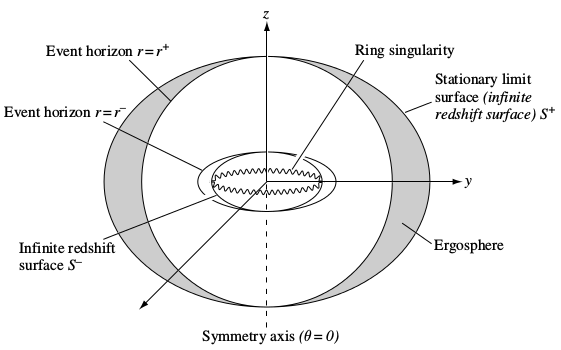 z
Event horizon r=r⁺
Ring singularity
Stationary limit
surface (infinite
redshift surface) S⁺
Event horizon r=r⁻
y
Infinite redshift
surface S⁻
Ergosphere
Symmetry axis (θ=0)